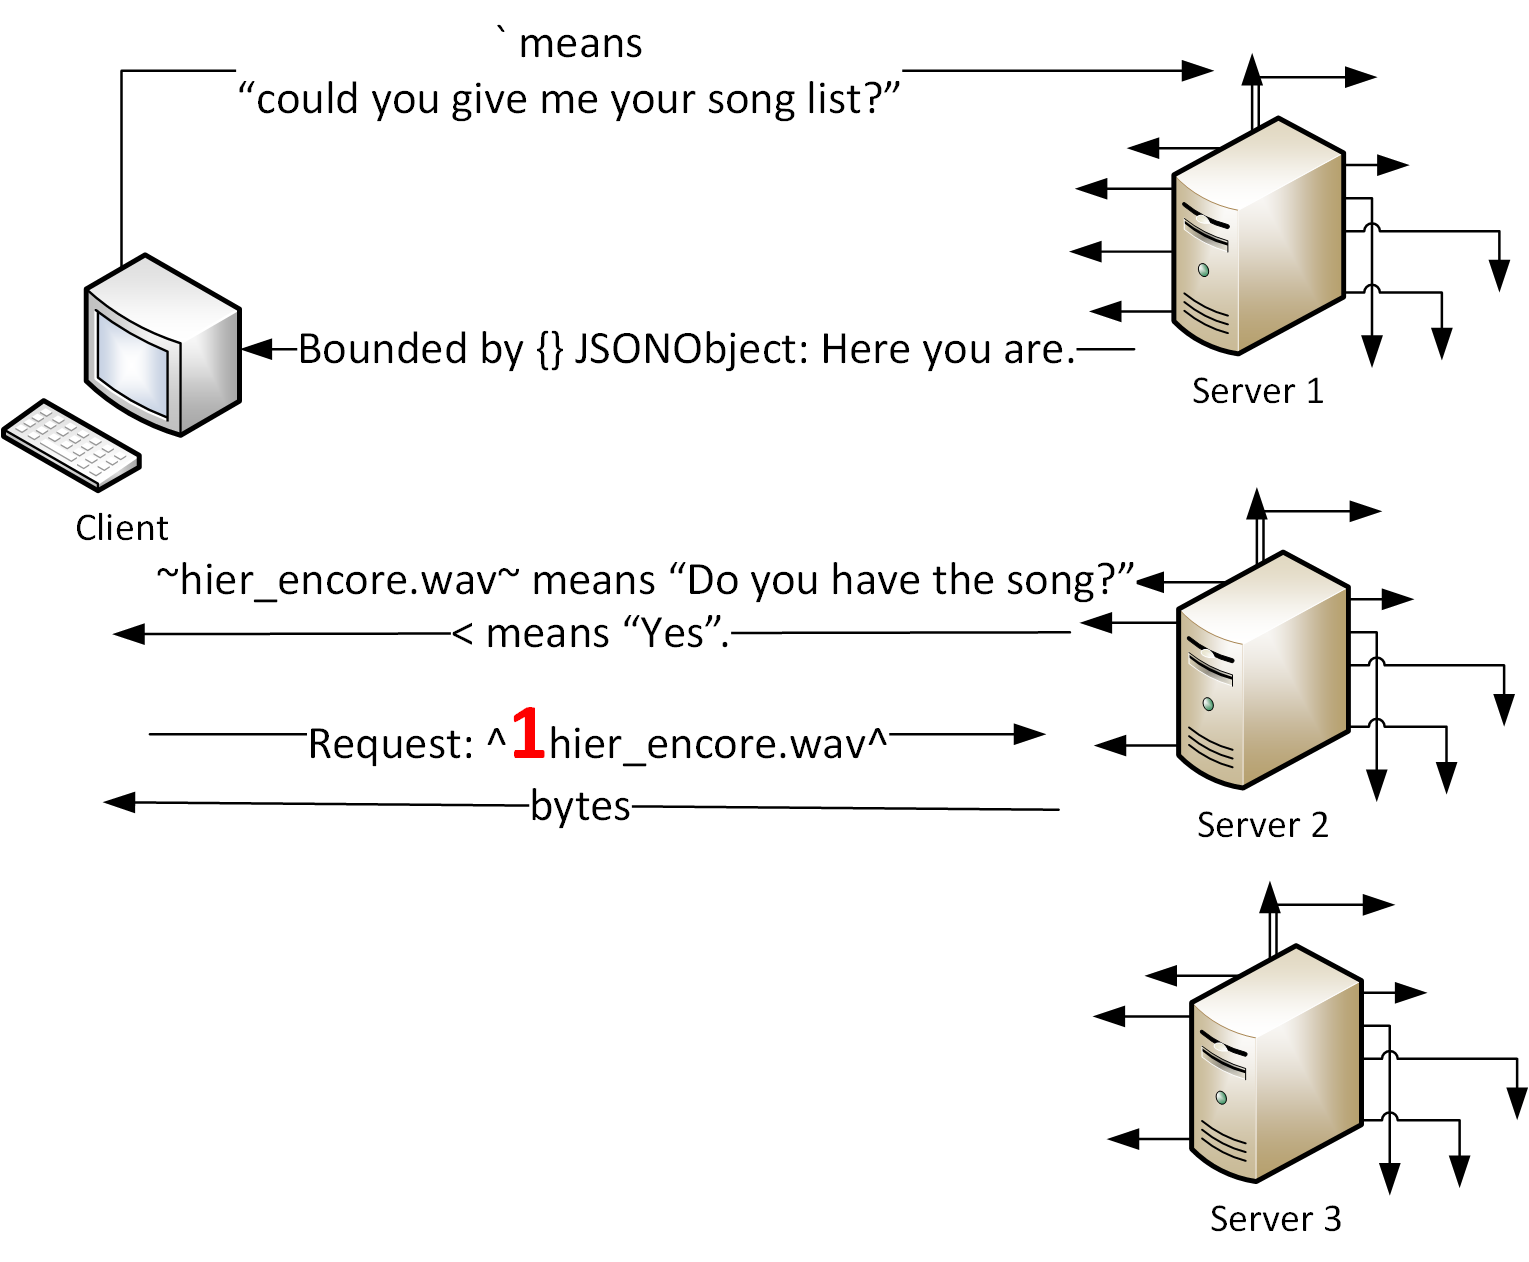 ` means
“could you give me your song list?”
Bounded by {} JSONObject: Here you are.
Server 1
Client
~hier_encore.wav~ means “Do you have the song?”
< means “Yes”.
Request: ^1hier_encore.wav^
bytes
Server 2
Server 3